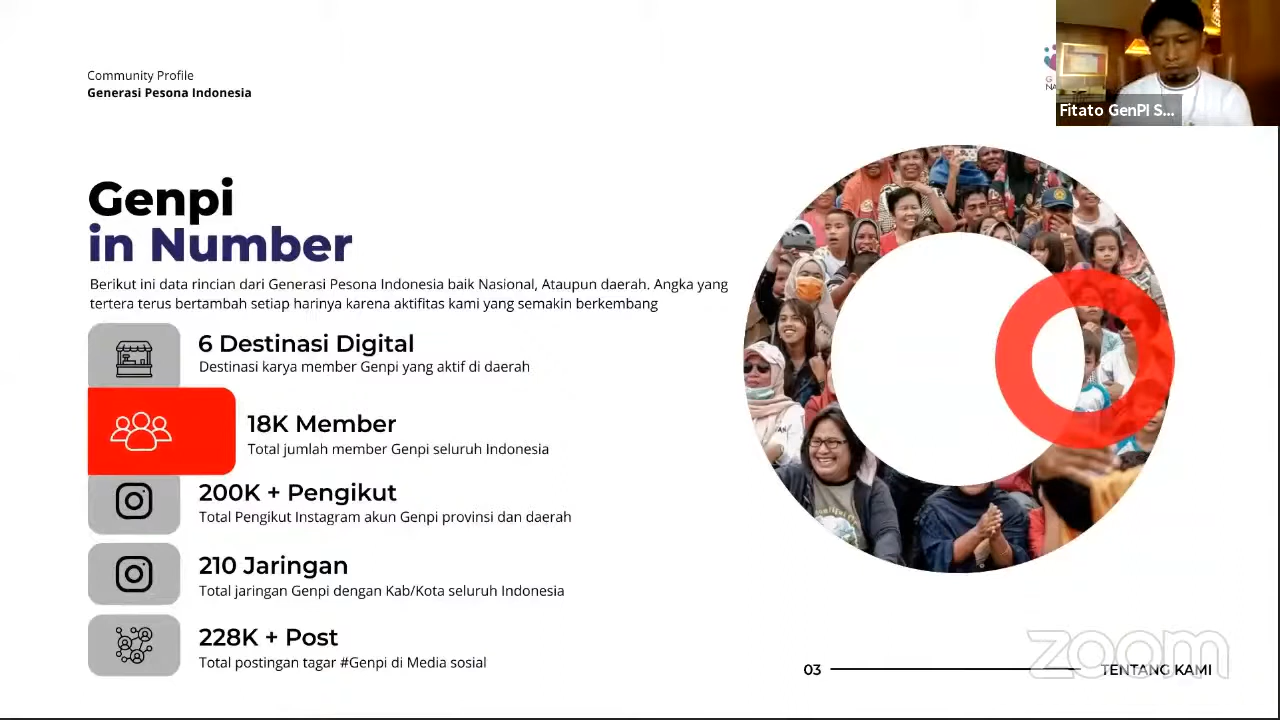 Community Profile
Generasi Pesona Indonesia
Fitato GenPI S...
Genpi
in Number
Berikut ini data rincian dari Generasi Pesona Indonesia baik Nasional, Ataupun daerah. Angka yang
tertera terus bertambah setiap harinya karena aktifitas kami yang semakin berkembang
6 Destinasi Digital
Destinasi karya member Genpi yang aktif di daerah
18K Member
Total jumlah member Genpi seluruh Indonesia
200K + Pengikut
Total Pengikut Instagram akun Genpi provinsi dan daerah
210 Jaringan
Total jaringan Genpi dengan Kab/Kota seluruh Indonesia
228K + Post
Total postingan tagar #Genpi di Media sosial
03
TENTANG KAMI
zoom